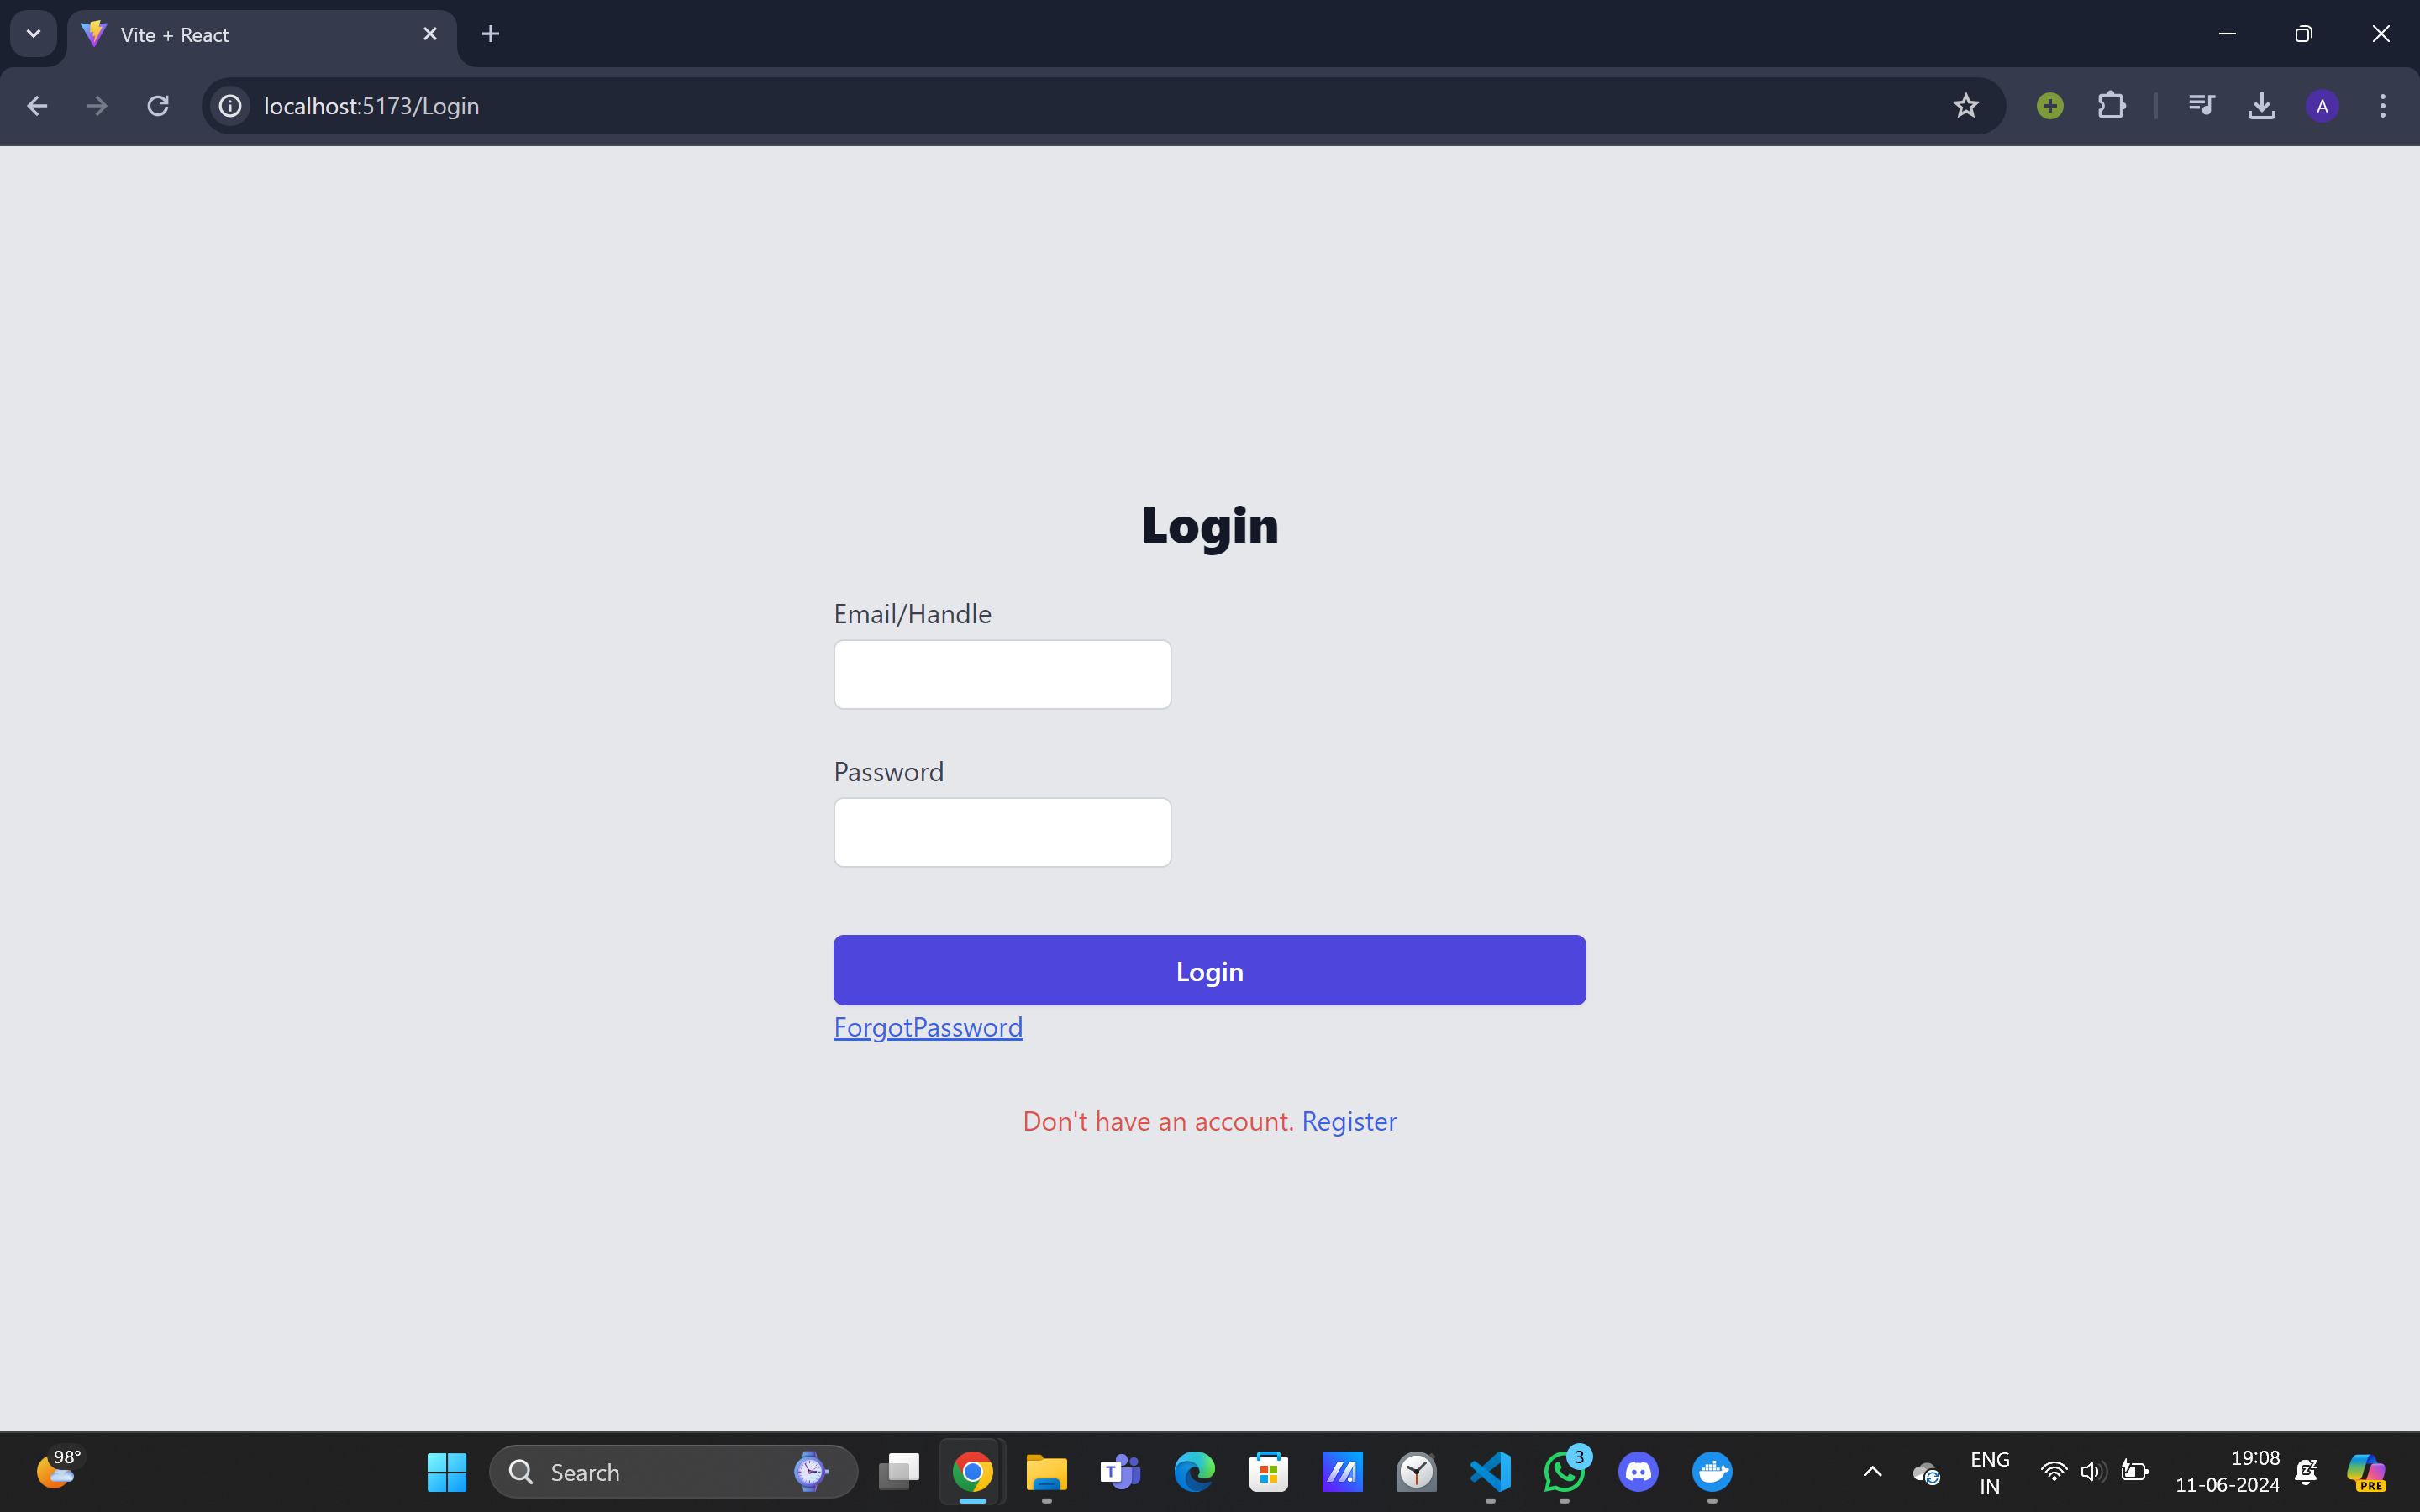 Vite + React
localhost:5173/Login
A
Login
Email/Handle
Password
Login
ForgotPassword
Don't have an account. Register
98°
Search
T
3
ENG
IN
19:08
11-06-2024
PRE